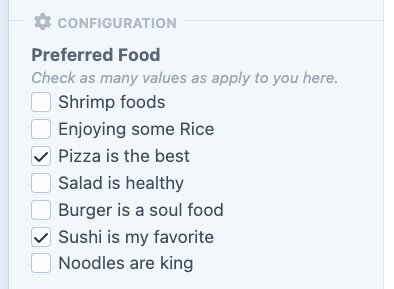 CONFIGURATION
Preferred Food
Check as many values as apply to you here.
Shrimp foods
Enjoying some Rice
Pizza is the best
Salad is healthy
Burger is a soul food
Sushi is my favorite
Noodles are king